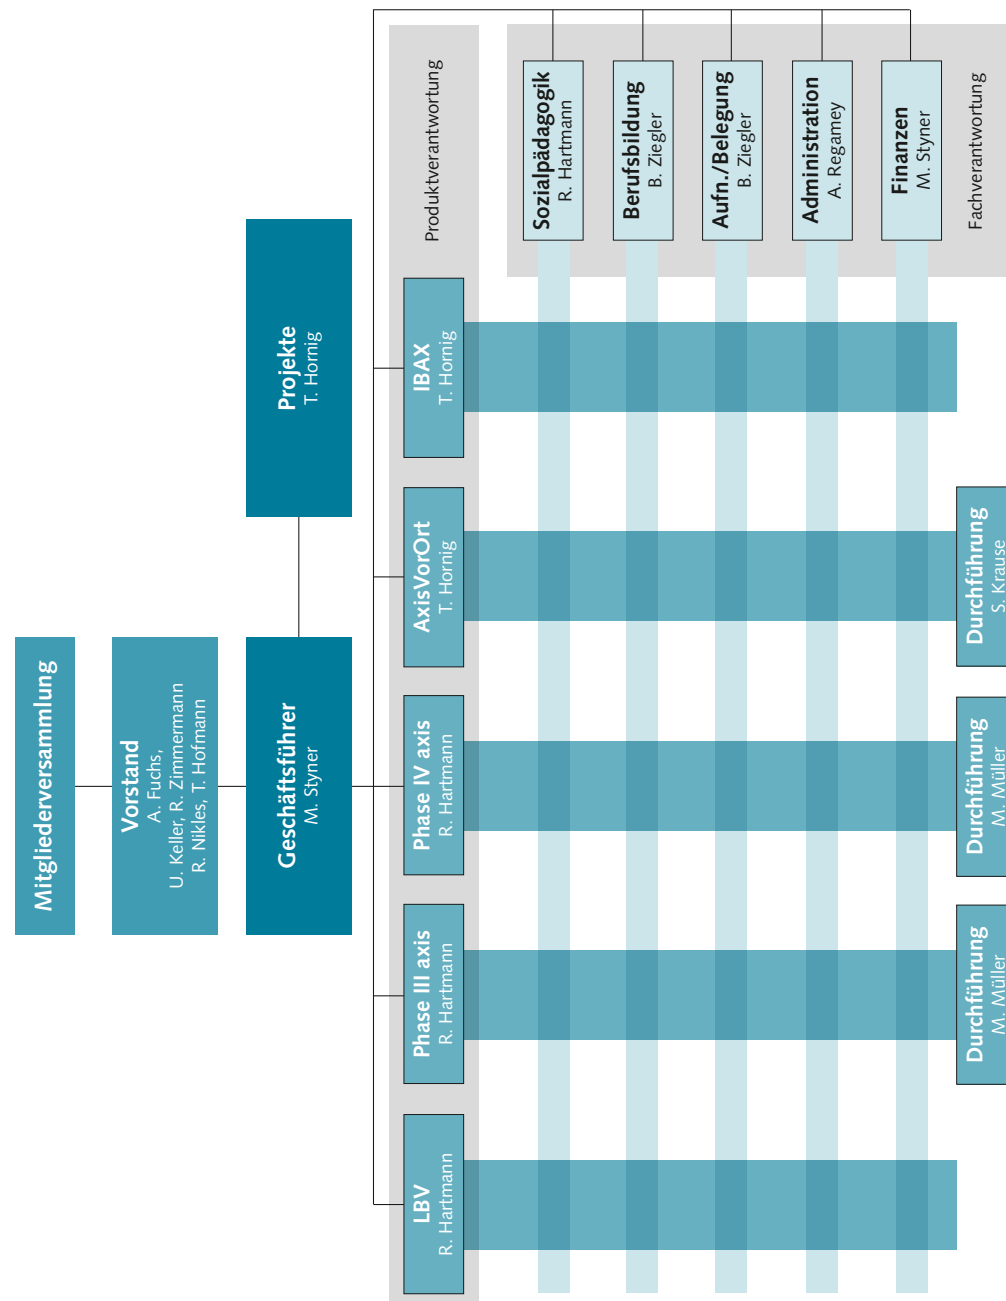 Mitgliederversammlung
Vorstand
A. Fuchs,
U. Keller, R. Zimmermann
R. Nikles, T. Hofmann
Geschäftsführer
M. Styner
Projekte
T. Hornig
Produktverantwortung
LBV
R. Hartmann
Phase III axis
R. Hartmann
Phase IV axis
R. Hartmann
AxisVorOrt
T. Hornig
IBAX
T. Hornig
Sozialpädagogik
R. Hartmann
Berufsbildung
B. Ziegler
Aufn./Belegung
B. Ziegler
Administration
A. Regamey
Finanzen
M. Styner
Fachverantwortung
Durchführung
M. Müller
Durchführung
M. Müller
Durchführung
S. Krause